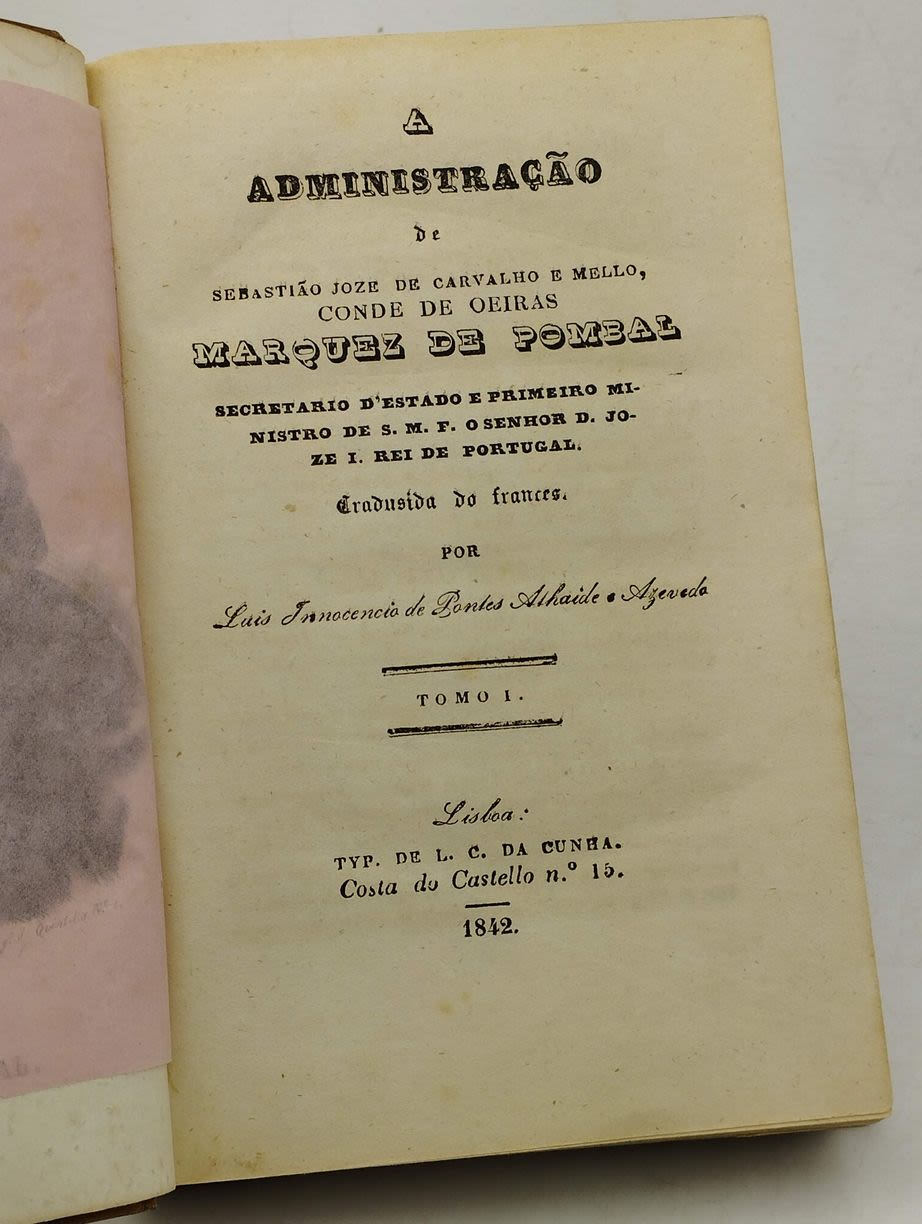 A
ADMINISTRAÇÃO
de
SEBASTIÃO JOZE DE CARVALHO E MELLO,
CONDE DE OEIRAS
MARQUEZ DE POMBAL
SECRETARIO D'ESTADO E PRIMEIRO MI-
NISTRO DE S. M. F. O SENHOR D. JO-
ZE I. REI DE PORTUGAL.
Tradusida do frances.
POR
Luis Innocencio de Pontes Athaide e Azevedo
TOMO I.
Lisboa:
TYP. DE L. C. DA CUNHA.
Costa do Castello n.º 15.
1842.